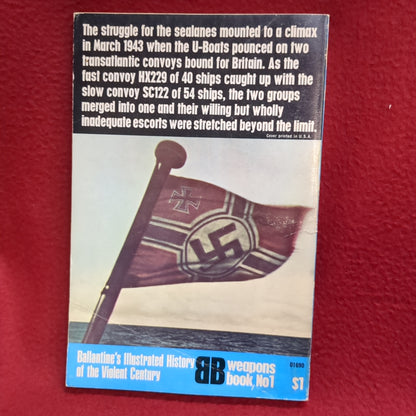 The struggle for the sealanes mounted to a climax
in March 1943 when the U-Boats pounced on two
transatlantic convoys bound for Britain. As the
fast convoy HX229 of 40 ships caught up with the
slow convoy SC122 of 54 ships, the two groups
merged into one and their willing but wholly
inadequate escorts were stretched beyond the limit.
Cover printed in U.S.A.
Ballantine's Illustrated History
of the Violent Century
BB
weapons
book, No1
01690
$1